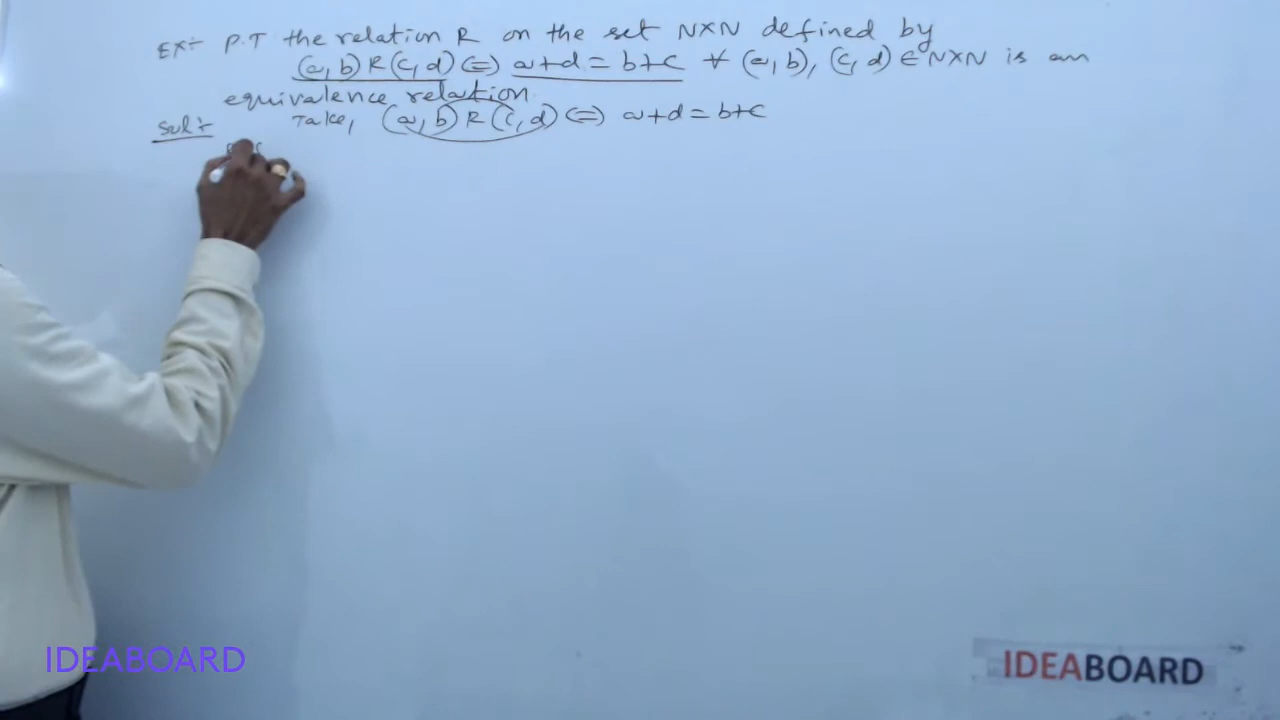 Ex:- P.T the relation R on the set N×N defined by
(a, b) R (c, d) <=> a+d = b+c ∀ (a, b), (c, d) ∈ N×N is an
equivalence relation.
Sol:- Take, (a, b) R (c, d) <=> a+d = b+c
IDEABOARD
IDEABOARD